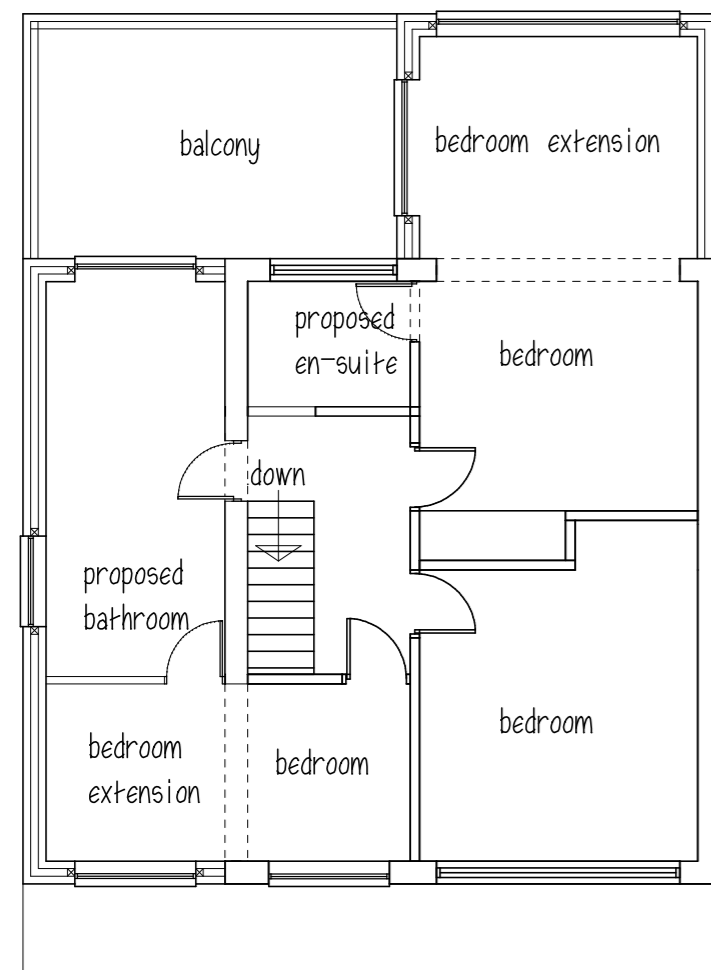 balcony
bedroom extension
proposed
en-suite
bedroom
down
proposed
bathroom
bedroom
bedroom
extension
bedroom